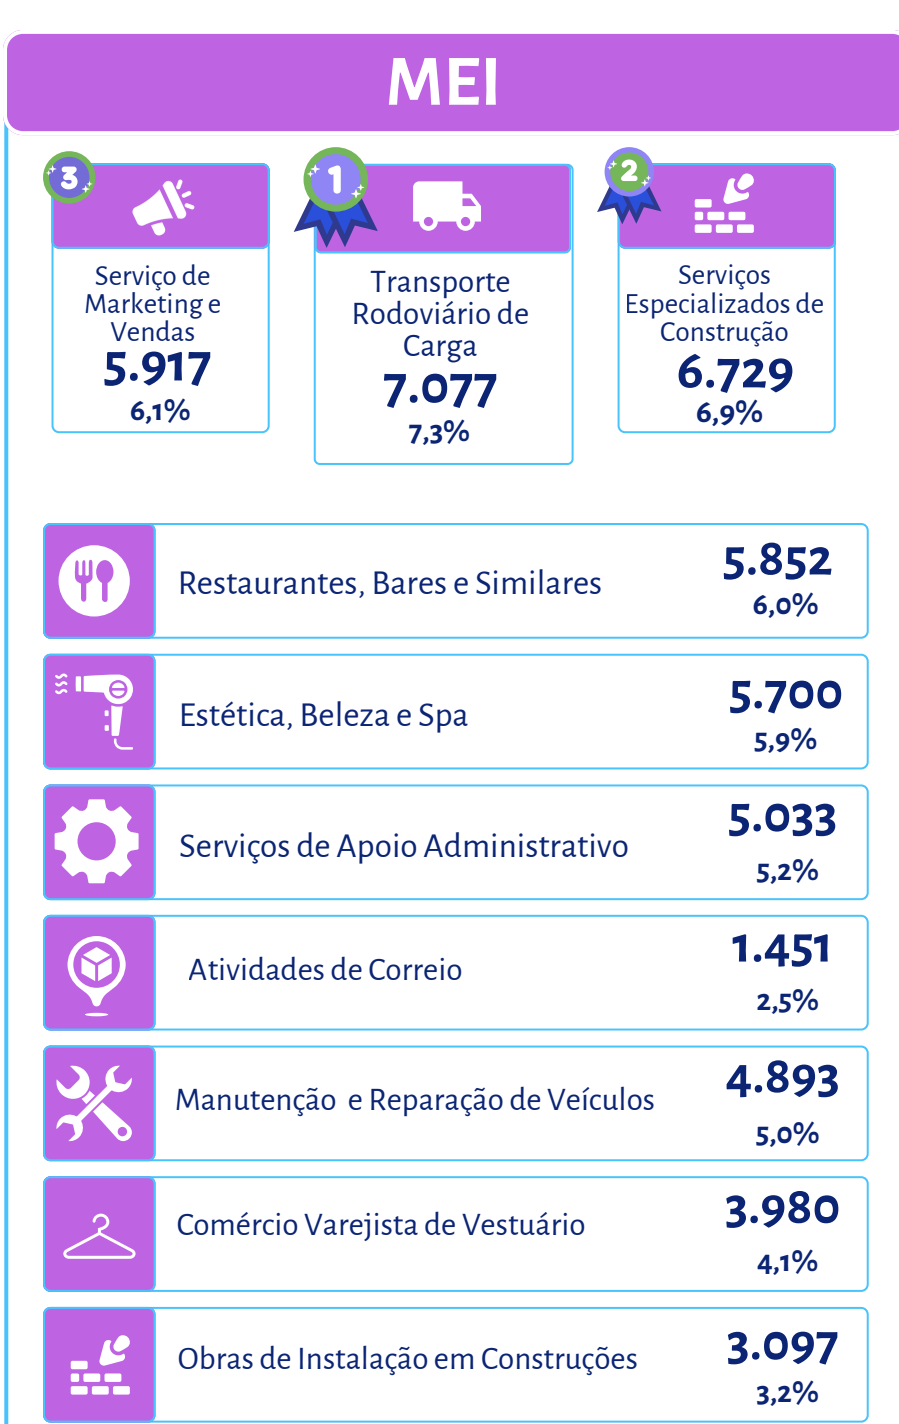 MEI
3
Serviço de
Marketing e
Vendas
5.917
6,1%
1
Transporte
Rodoviário de
Carga
7.077
7,3%
2
Serviços
Especializados de
Construção
6.729
6,9%
Restaurantes, Bares e Similares
5.852
6,0%
Estética, Beleza e Spa
5.700
5,9%
Serviços de Apoio Administrativo
5.033
5,2%
Atividades de Correio
1.451
2,5%
Manutenção e Reparação de Veículos
4.893
5,0%
Comércio Varejista de Vestuário
3.980
4,1%
Obras de Instalação em Construções
3.097
3,2%